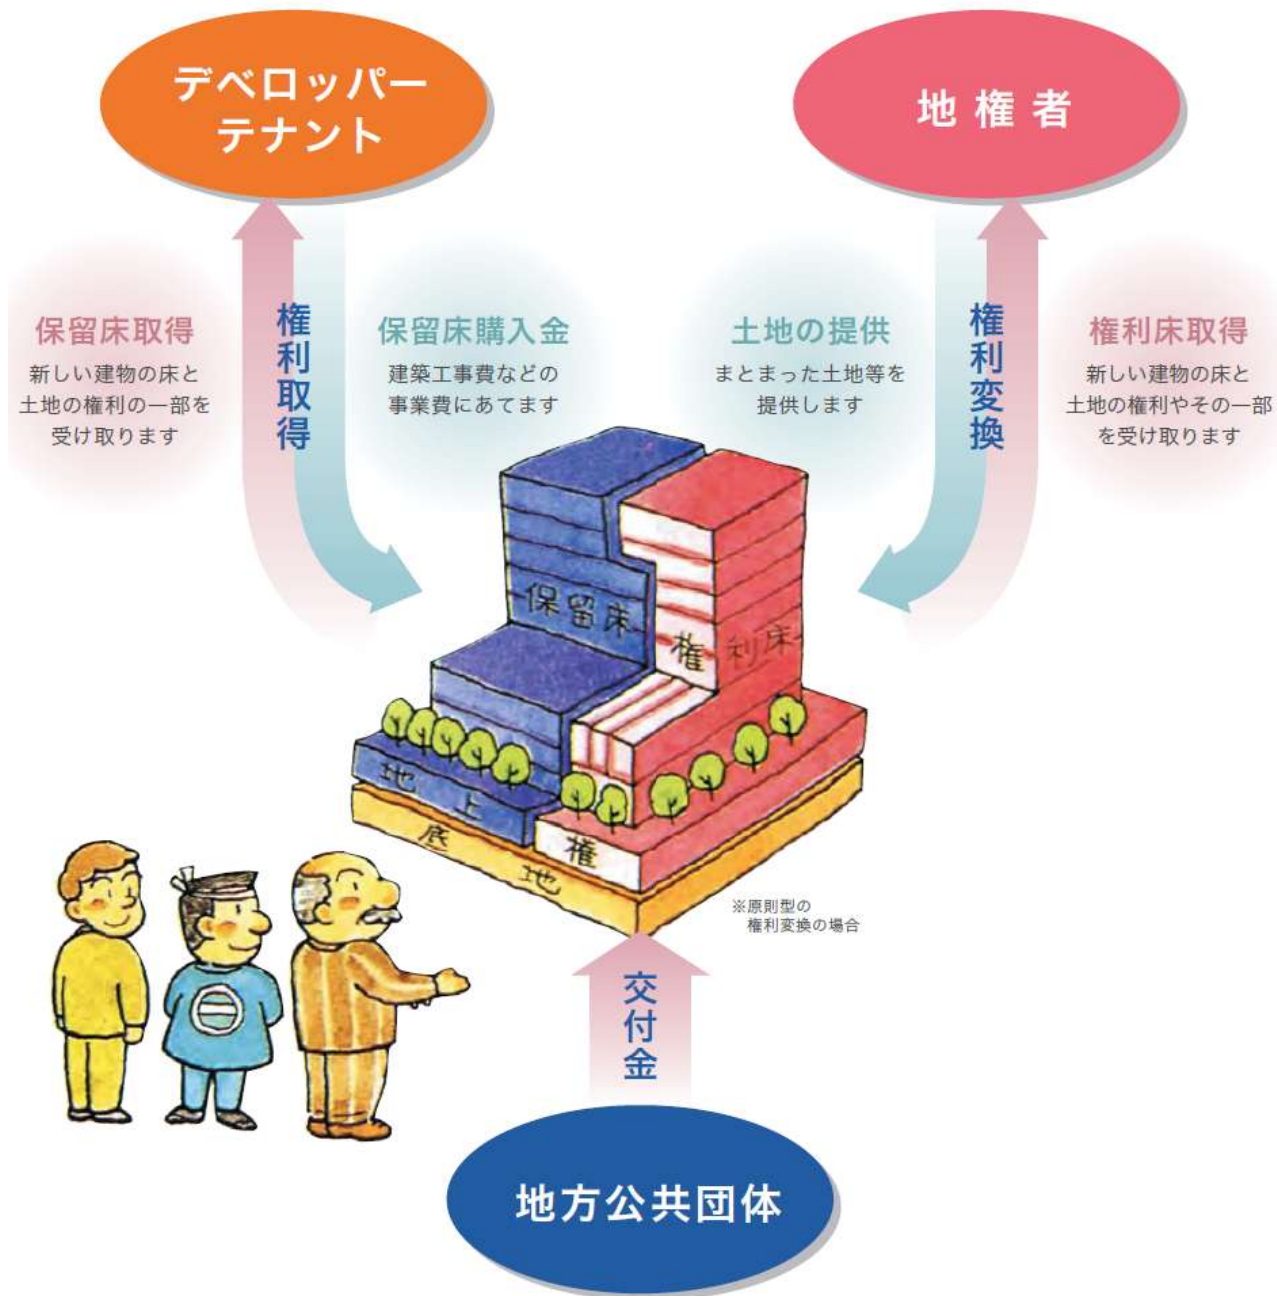 デベロッパー
テナント
地権者
保留床取得
新しい建物の床と
土地の権利の一部を
受け取ります
権利取得
保留床購入金
建築工事費などの
事業費にあてます
土地の提供
まとまった土地等を
提供します
権利変換
権利床取得
新しい建物の床と
土地の権利やその一部
を受け取ります
保留床
権利床
地上権
底地
※原則型の
権利変換の場合
交付金
地方公共団体